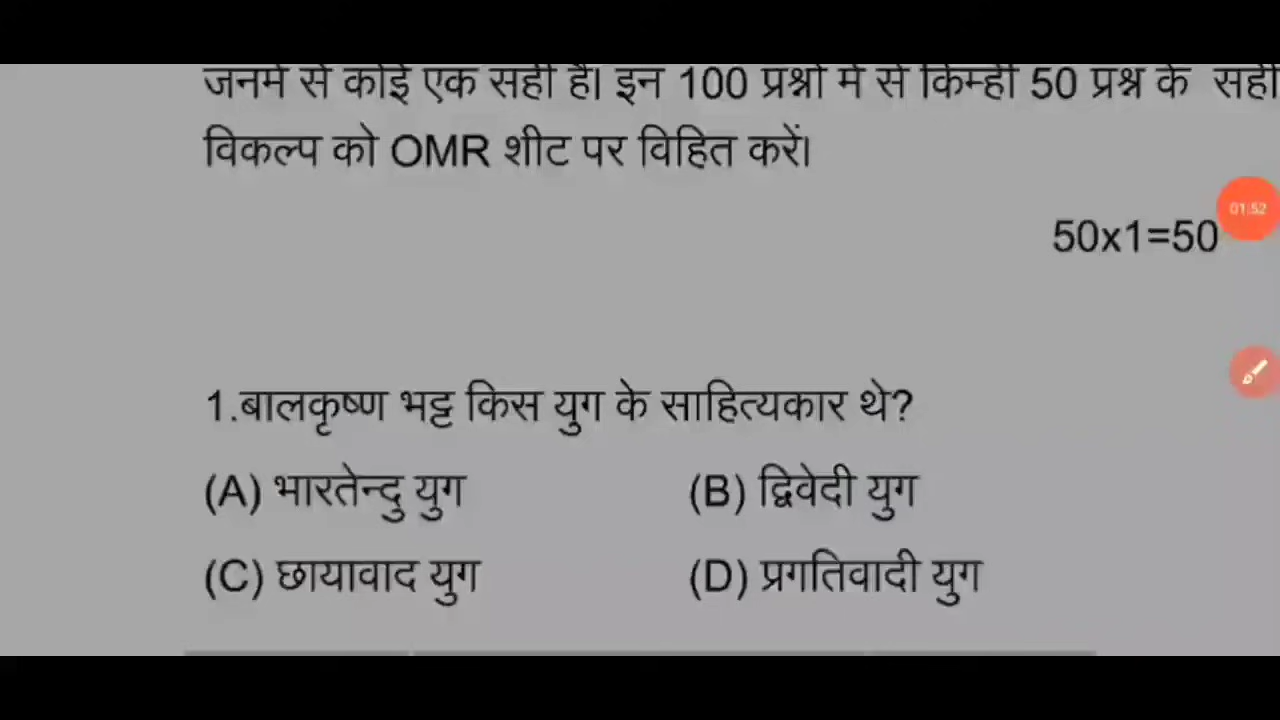 जनमें से कोई एक सही है। इन 100 प्रश्नों में से किम्ही 50 प्रश्न के सही
विकल्प को OMR शीट पर विहित करें।
01:52
50x1=50
1.बालकृष्ण भट्ट किस युग के साहित्यकार थे?
(A) भारतेन्दु युग (B) द्विवेदी युग
(C) छायावाद युग (D) प्रगतिवादी युग